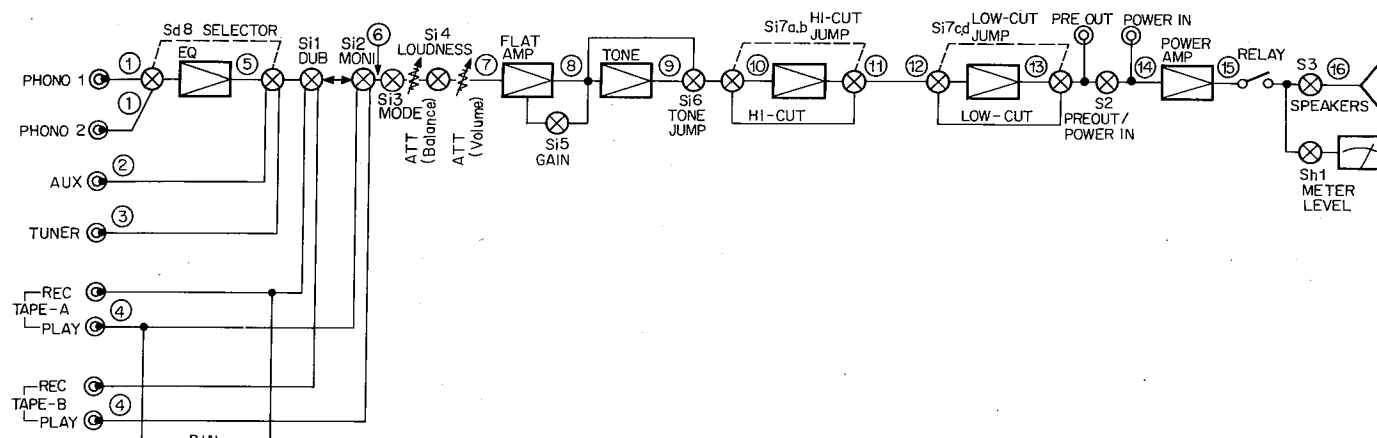 Sd8 SELECTOR
EQ
PHONO 1
①
⑤
Si1
DUB
Si2
MONI
⑥
Si3
MODE
Si4
LOUDNESS
ATT
(Balance)
ATT
(Volume)
⑦
FLAT
AMP
⑧
Si5
GAIN
TONE
⑨
Si6
TONE
JUMP
Si7a.b HI-CUT
JUMP
⑩
⑪
HI-CUT
Si7c,d LOW-CUT
JUMP
⑫
⑬
LOW-CUT
PRE OUT
POWER IN
S2
PREOUT/
POWER IN
⑭
POWER
AMP
⑮
RELAY
S3
⑯
SPEAKERS
Sh1
METER
LEVEL
①
PHONO 2
②
AUX
③
TUNER
REC
TAPE-A
④
PLAY
REC
TAPE-B
④
PLAY